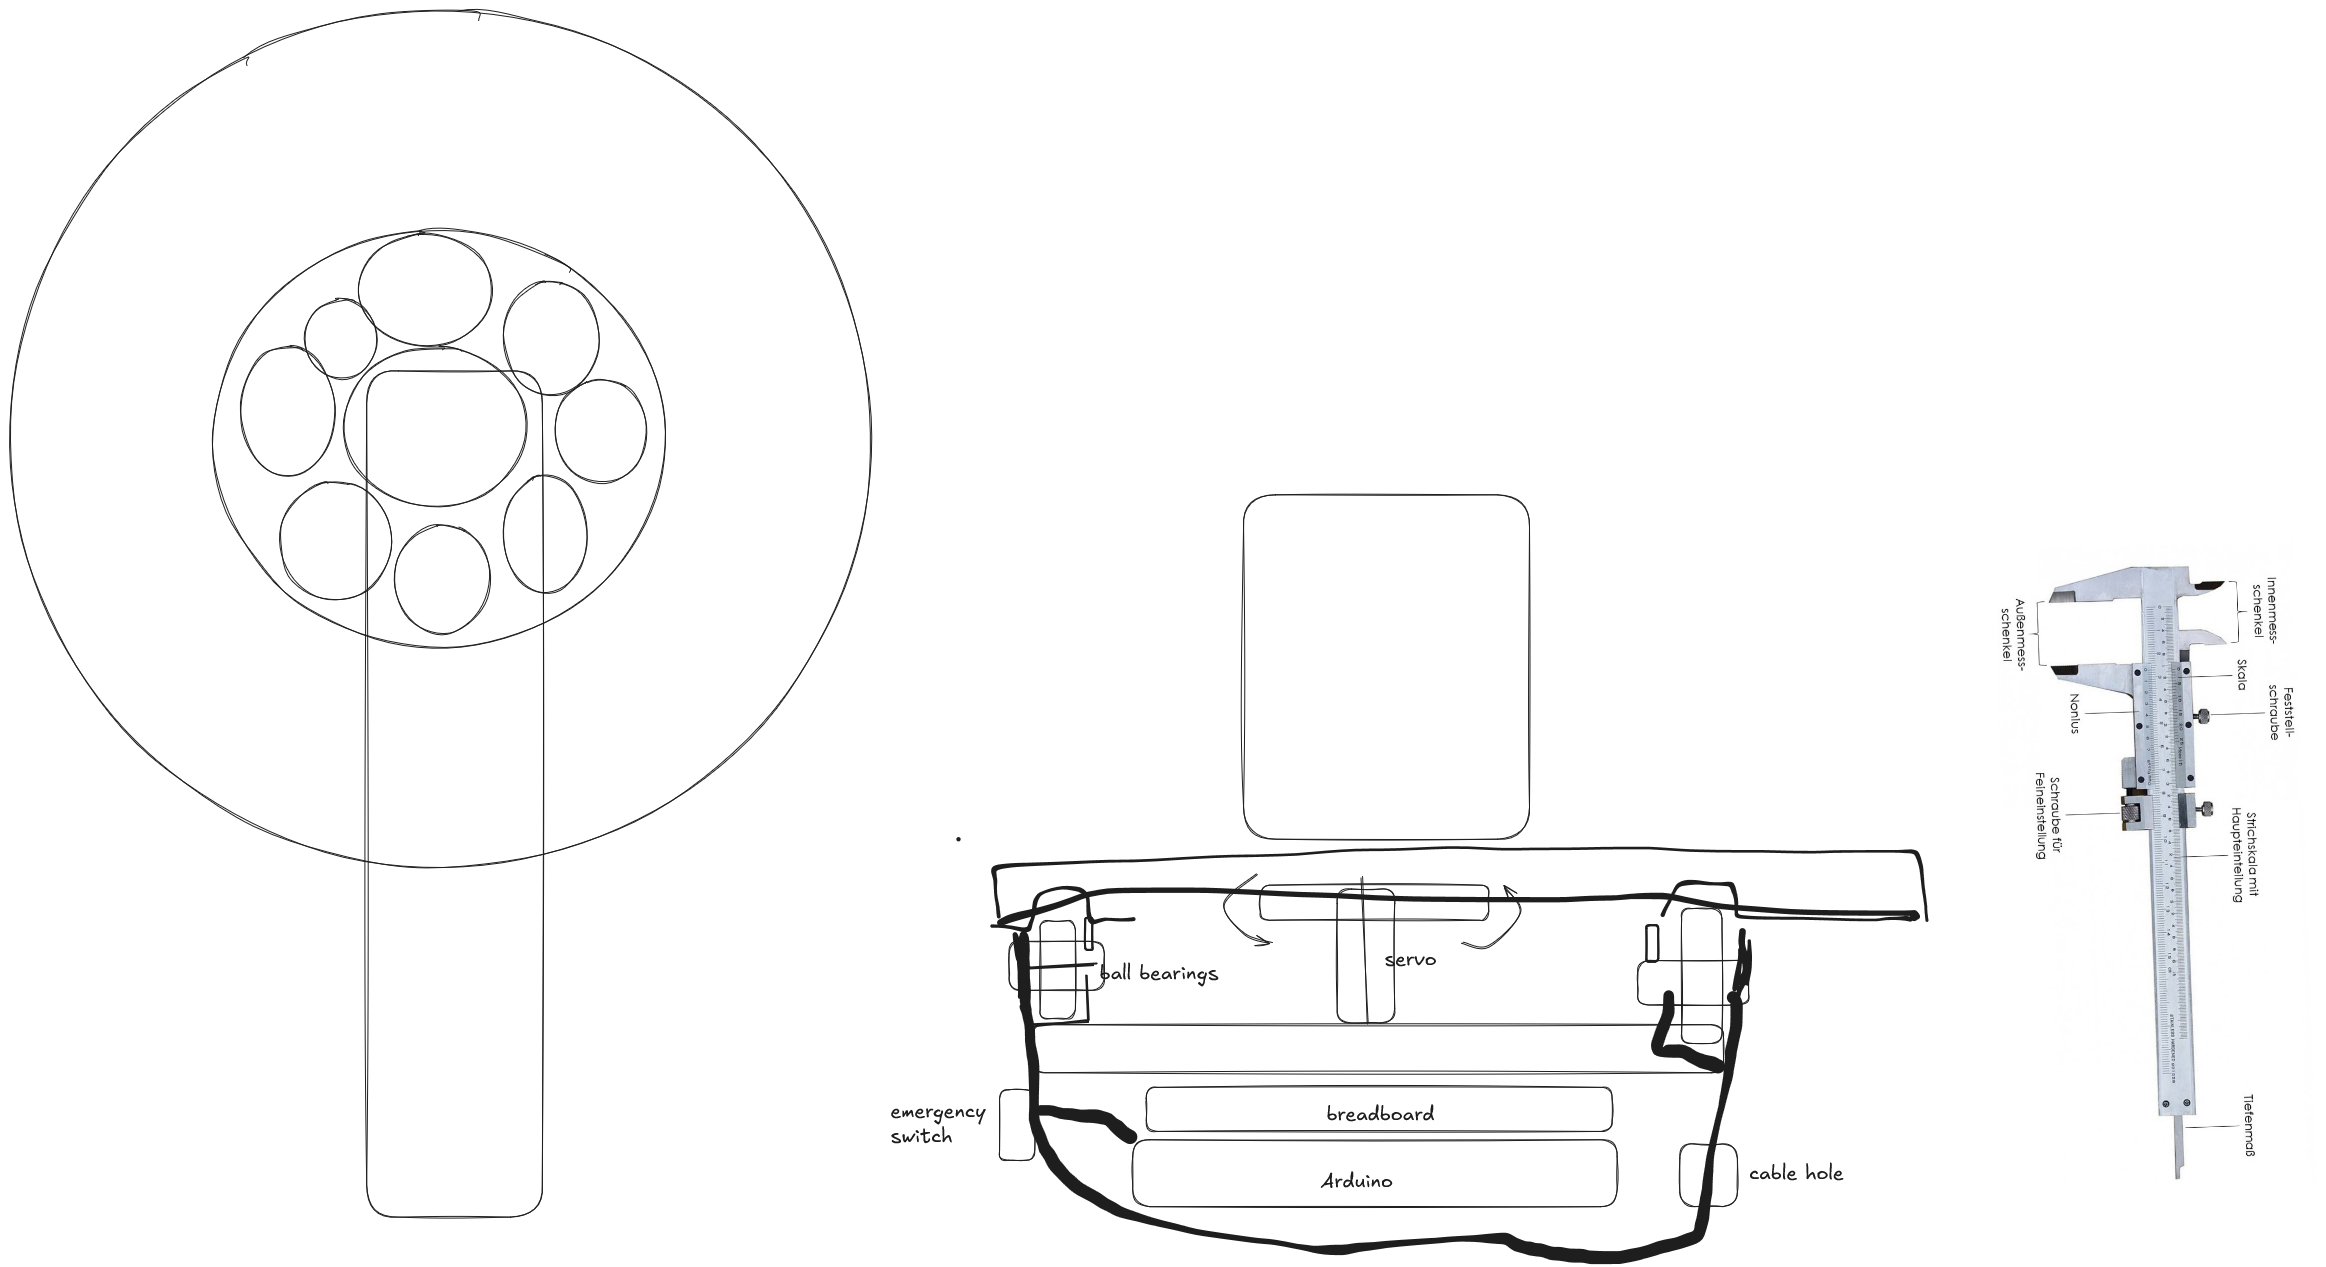 servo
ball bearings
emergency
switch
breadboard
Arduino
cable hole
Innenmess-
schenkel
Außenmess-
schenkel
Skala
Feststell-
schraube
Nonius
Schraube für
Feineinstellung
Strichskala mit
Haupteinteilung
Tiefenmaß